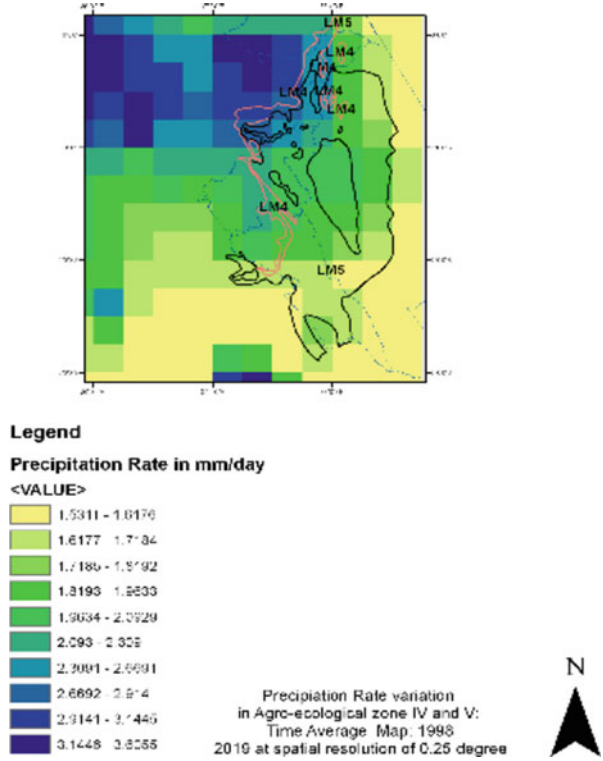 LM5
LM4
M4
LM4
LM4
LM4
LM4
LM5
Legend
Precipitation Rate in mm/day
<VALUE>
1.5311 - 1.6176
1.6177 - 1.7184
1.7185 - 1.8192
1.8193 - 1.9633
1.9634 - 2.0929
2.093 - 2.309
2.3091 - 2.6691
2.6692 - 2.914
2.9141 - 3.1445
3.1446 - 3.6055
N
Precipiation Rate variation
in Agro-ecological zone IV and V:
Time Average Map: 1998
2019 at spatial resolution of 0.25 degree